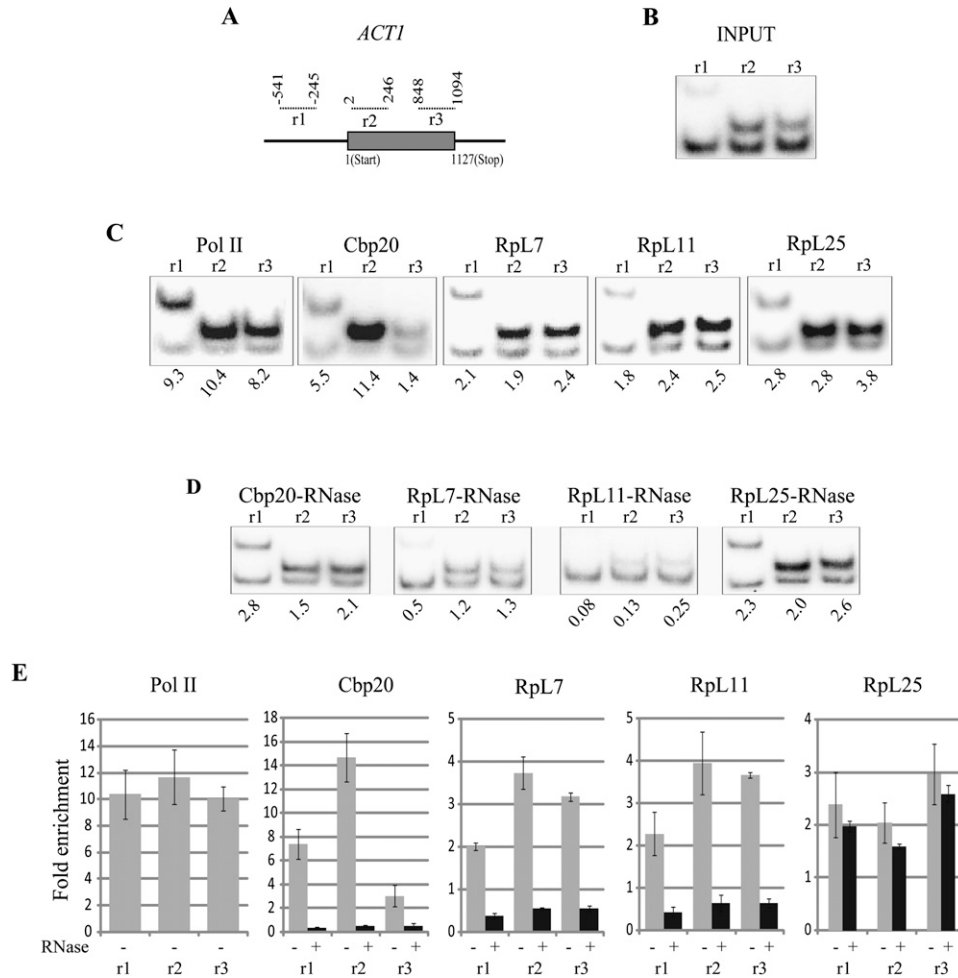 A
ACT1
-541 -245 2 246 848 1094
r1 r2 r3
1(Start) 1127(Stop)
B
INPUT
r1 r2 r3
C
Pol II Cbp20 RpL7 RpL11 RpL25
r1 r2 r3 r1 r2 r3 r1 r2 r3 r1 r2 r3 r1 r2 r3
9.3 10.4 8.2 5.5 11.4 1.4 2.1 1.9 2.4 1.8 2.4 2.5 2.8 2.8 3.8
D
Cbp20-RNase RpL7-RNase RpL11-RNase RpL25-RNase
r1 r2 r3 r1 r2 r3 r1 r2 r3 r1 r2 r3
2.8 1.5 2.1 0.5 1.2 1.3 0.08 0.13 0.25 2.3 2.0 2.6
E
Pol II Cbp20 RpL7 RpL11 RpL25
Fold enrichment
16 14 12 10 8 6 4 2 0
18 16 14 12 10 8 6 4 2 0
5 4 3 2 1 0
5 4 3 2 1 0
4 3 2 1 0
RNase - - - - + - + - + - + - + - + - + - + - + - + - + - +
r1 r2 r3 r1 r2 r3 r1 r2 r3 r1 r2 r3 r1 r2 r3